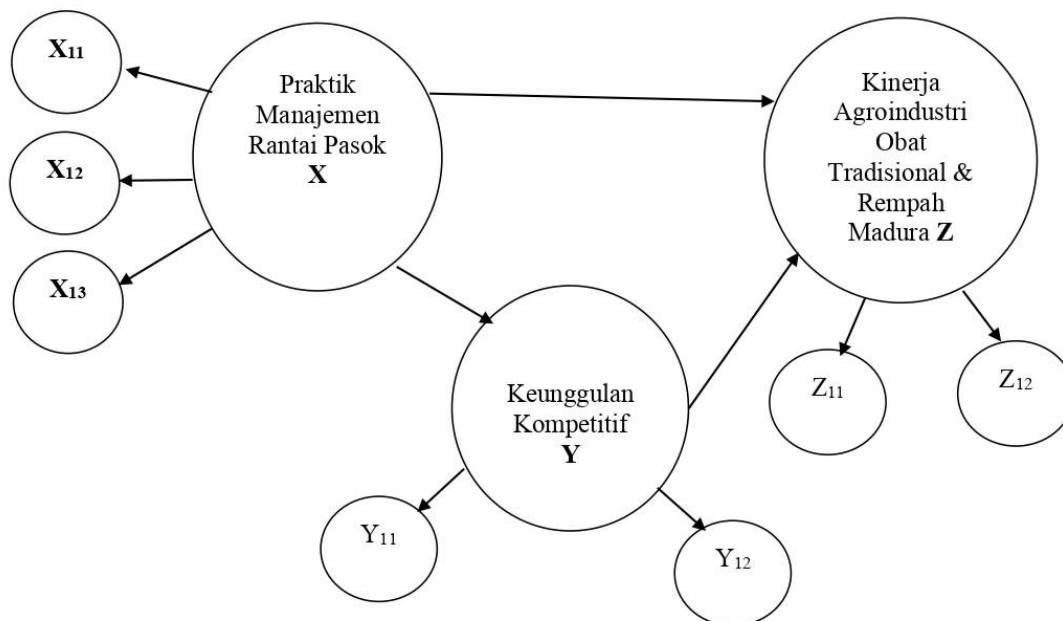 X11
X12
X13
Praktik
Manajemen
Rantai Pasok
X
Kinerja
Agroindustri
Obat
Tradisional &
Rempah
Madura Z
Keunggulan
Kompetitif
Y
Y11
Y12
Z11
Z12